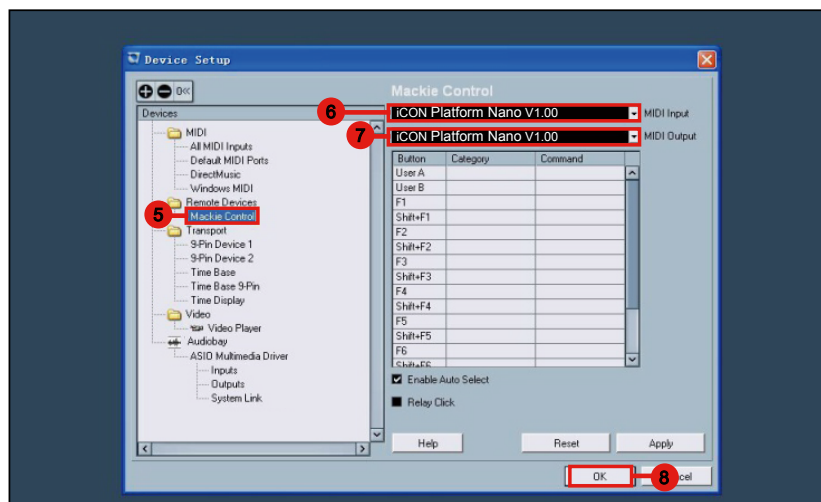 Device Setup
0«
Mackie Control
Devices
6
iCON Platform Nano V1.00
MIDI Input
7
iCON Platform Nano V1.00
MIDI Output
MIDI
All MIDI Inputs
Default MIDI Ports
DirectMusic
Windows MIDI
Remote Devices
5
Mackie Control
Transport
9-Pin Device 1
9-Pin Device 2
Time Base
Time Base 9-Pin
Time Display
Video
Video Player
Audiobay
ASIO Multimedia Driver
Inputs
Outputs
System Link
Button Category Command
User A
User B
F1
Shift+F1
F2
Shift+F2
F3
Shift+F3
F4
Shift+F4
F5
Shift+F5
F6
Shift+F6
Enable Auto Select
Relay Click
Help Reset Apply
OK
8
cel